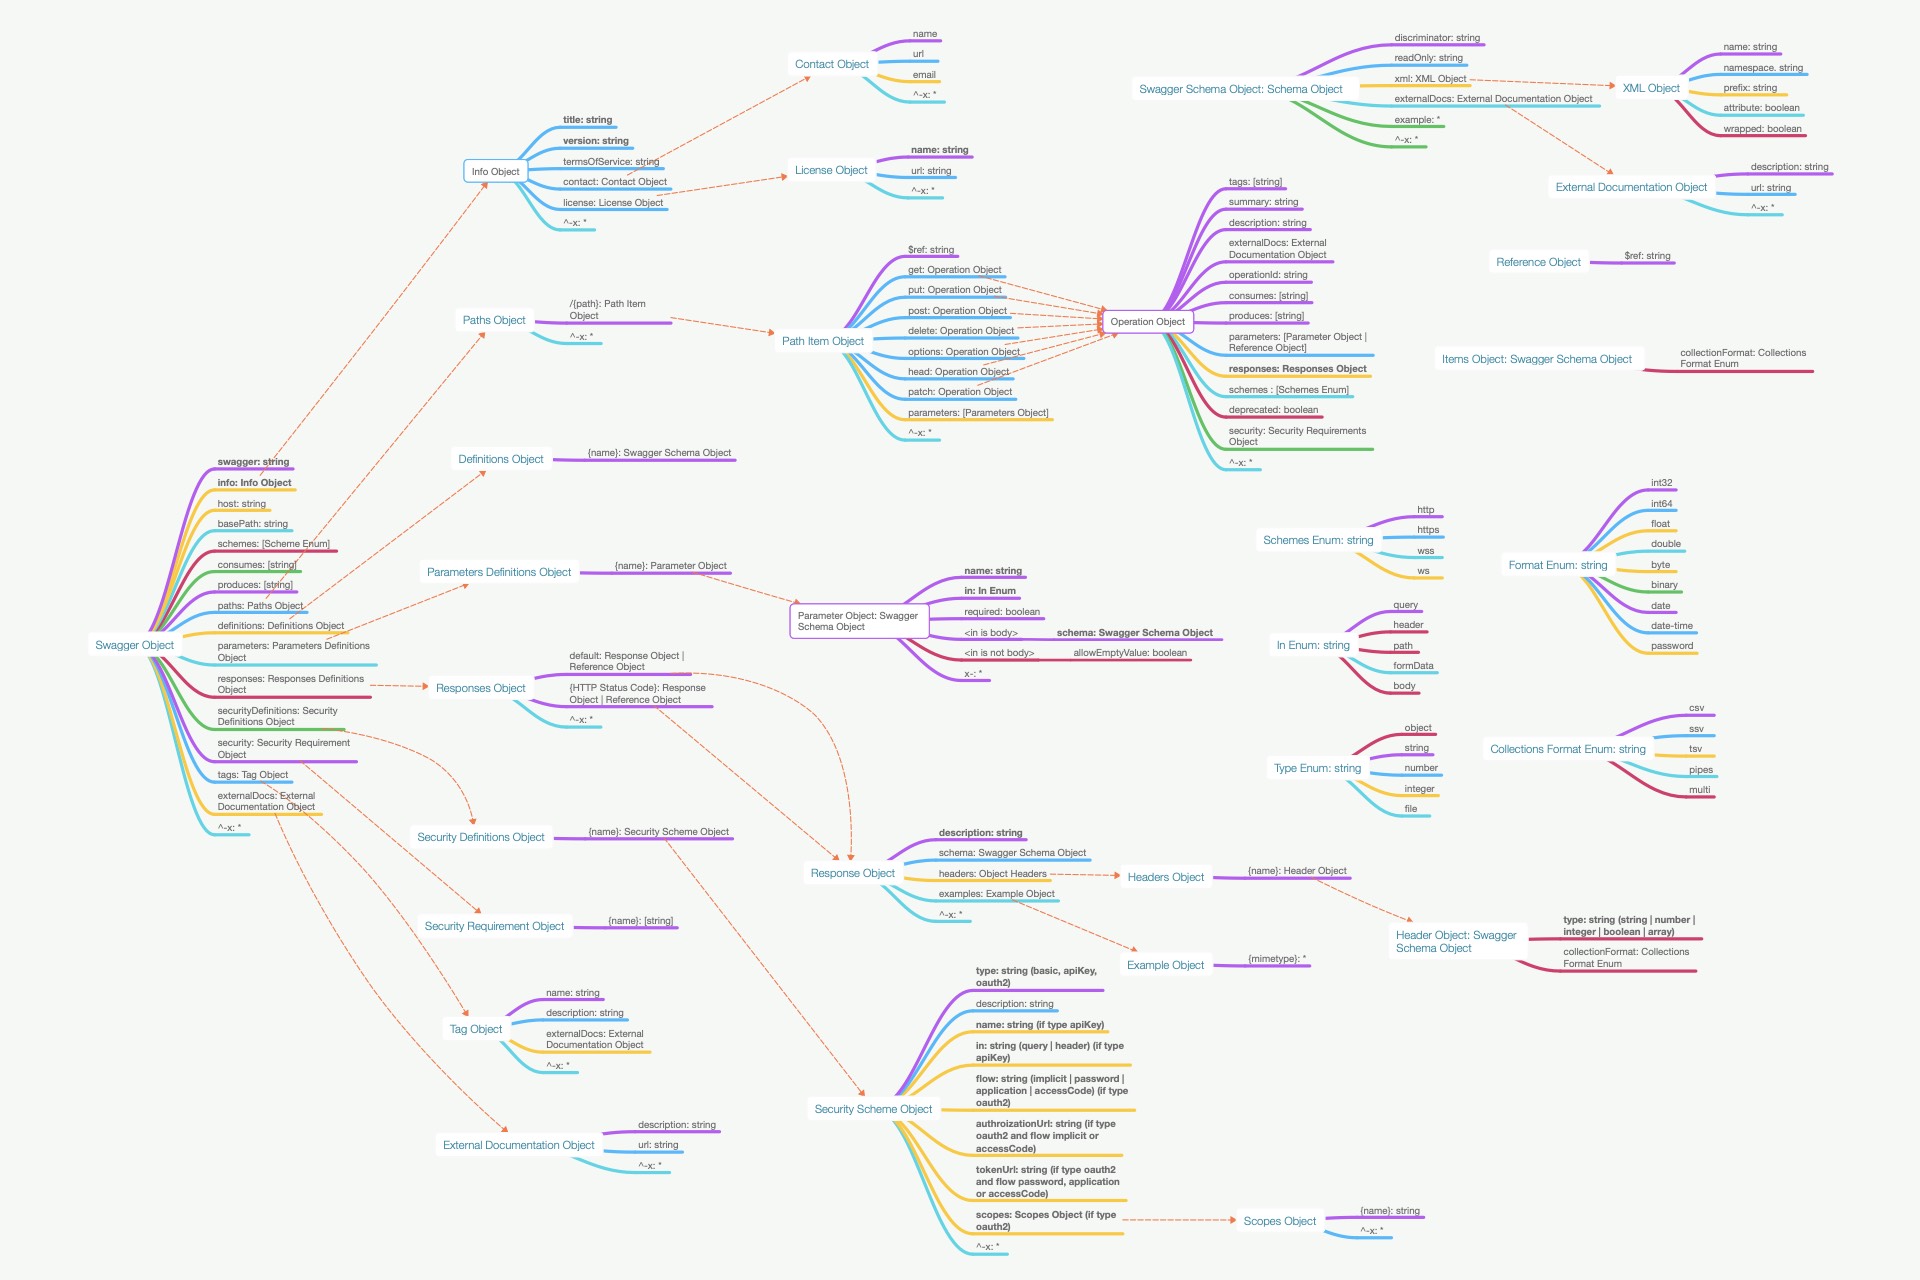 Swagger Object
swagger: string
info: Info Object
host: string
basePath: string
schemes: [Scheme Enum]
consumes: [string]
produces: [string]
paths: Paths Object
definitions: Definitions Object
parameters: Parameters Definitions
Object
responses: Responses Definitions
Object
securityDefinitions: Security
Definitions Object
security: Security Requirement
Object
tags: Tag Object
externalDocs: External
Documentation Object
^-x: *
Info Object
title: string
version: string
termsOfService: string
contact: Contact Object
license: License Object
^-x: *
Contact Object
name
url
email
^-x: *
License Object
name: string
url: string
^-x: *
Paths Object
/{path}: Path Item
Object
^-x: *
Path Item Object
$ref: string
get: Operation Object
put: Operation Object
post: Operation Object
delete: Operation Object
options: Operation Object
head: Operation Object
patch: Operation Object
parameters: [Parameters Object]
^-x: *
Operation Object
tags: [string]
summary: string
description: string
externalDocs: External
Documentation Object
operationId: string
consumes: [string]
produces: [string]
parameters: [Parameter Object |
Reference Object]
responses: Responses Object
schemes : [Schemes Enum]
deprecated: boolean
security: Security Requirements
Object
^-x: *
Definitions Object
{name}: Swagger Schema Object
Parameters Definitions Object
{name}: Parameter Object
Parameter Object: Swagger
Schema Object
name: string
in: In Enum
required: boolean
<in is body>
schema: Swagger Schema Object
<in is not body>
allowEmptyValue: boolean
x-: *
Responses Object
default: Response Object |
Reference Object
{HTTP Status Code}: Response
Object | Reference Object
^-x: *
Response Object
description: string
schema: Swagger Schema Object
headers: Object Headers
examples: Example Object
^-x: *
Headers Object
{name}: Header Object
Header Object: Swagger
Schema Object
type: string (string | number |
integer | boolean | array)
collectionFormat: Collections
Format Enum
Example Object
{mimetype}: *
Security Definitions Object
{name}: Security Scheme Object
Security Requirement Object
{name}: [string]
Tag Object
name: string
description: string
externalDocs: External
Documentation Object
^-x: *
External Documentation Object
description: string
url: string
^-x: *
Security Scheme Object
type: string (basic, apiKey,
oauth2)
description: string
name: string (if type apiKey)
in: string (query | header) (if type
apiKey)
flow: string (implicit | password |
application | accessCode) (if type
oauth2)
authroizationUrl: string (if type
oauth2 and flow implicit or
accessCode)
tokenUrl: string (if type oauth2
and flow password, application
or accessCode)
scopes: Scopes Object (if type
oauth2)
^-x: *
Scopes Object
{name}: string
^-x: *
Swagger Schema Object: Schema Object
discriminator: string
readOnly: string
xml: XML Object
externalDocs: External Documentation Object
example: *
^-x: *
XML Object
name: string
namespace. string
prefix: string
attribute: boolean
wrapped: boolean
External Documentation Object
description: string
url: string
^-x: *
Reference Object
$ref: string
Items Object: Swagger Schema Object
collectionFormat: Collections
Format Enum
Schemes Enum: string
http
https
wss
ws
Format Enum: string
int32
int64
float
double
byte
binary
date
date-time
password
In Enum: string
query
header
path
formData
body
Type Enum: string
object
string
number
integer
file
Collections Format Enum: string
csv
ssv
tsv
pipes
multi